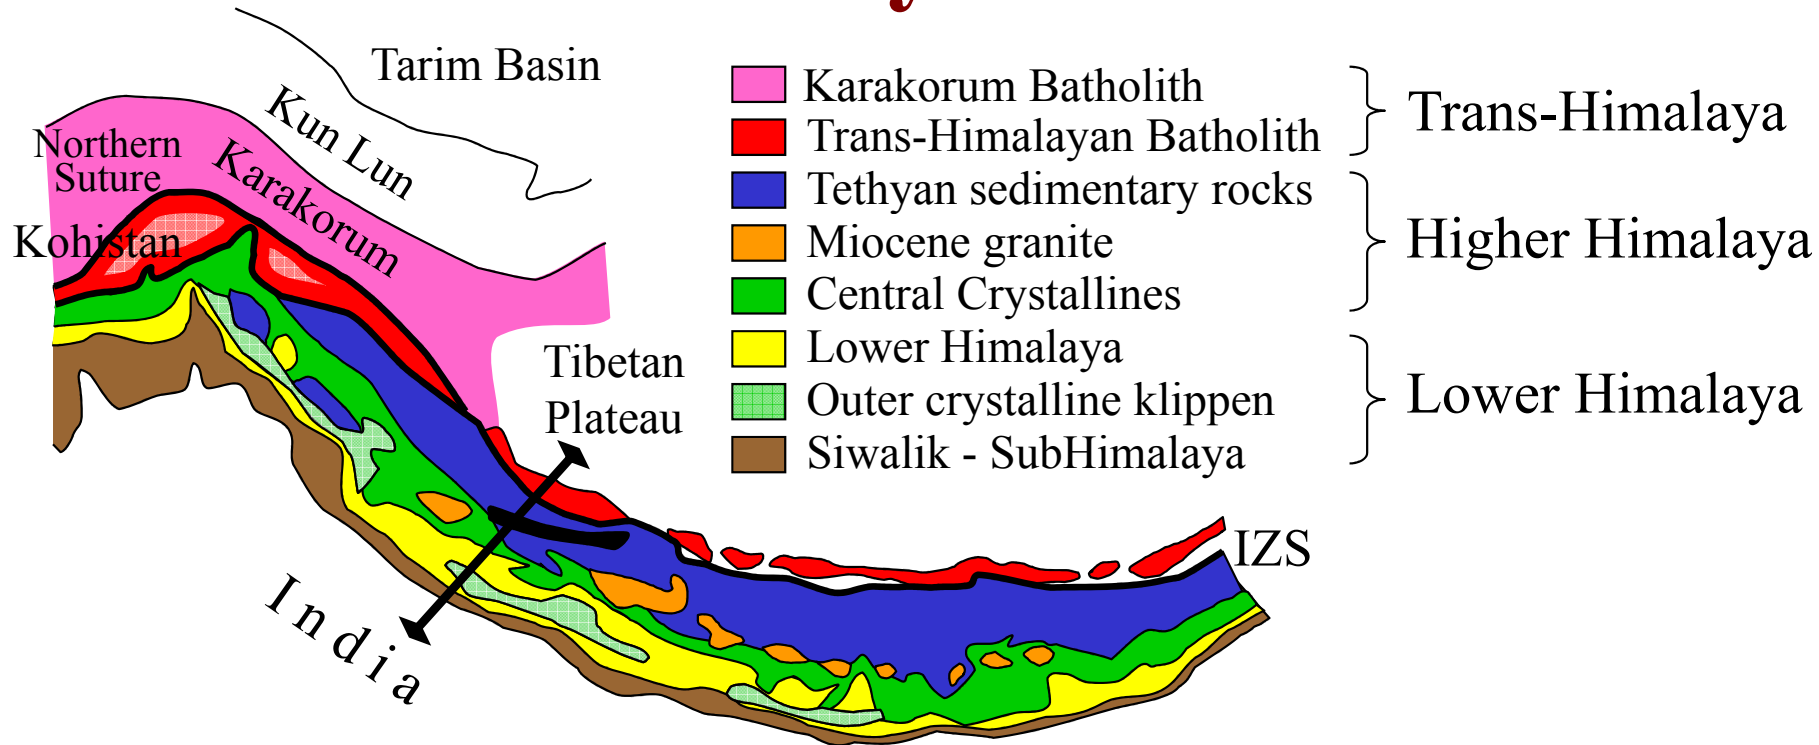 Tarim Basin
Kun Lun
Northern
Suture
Karakorum
Kohistan
Tibetan
Plateau
India
IZS
Karakorum Batholith
Trans-Himalayan Batholith
Tethyan sedimentary rocks
Miocene granite
Central Crystallines
Lower Himalaya
Outer crystalline klippen
Siwalik - SubHimalaya
Trans-Himalaya
Higher Himalaya
Lower Himalaya